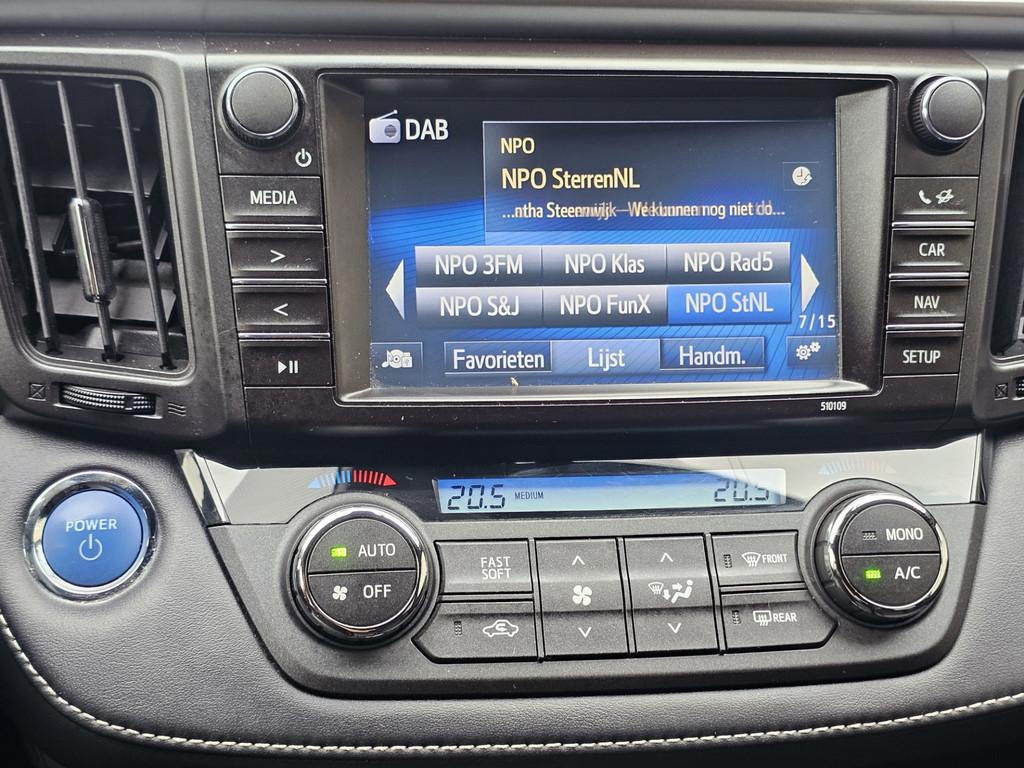 DAB
NPO
NPO SterrenNL
...ntha Steenwijk – We kunnen nog niet do...
NPO 3FM
NPO Klas
NPO Rad5
NPO S&J
NPO FunX
NPO StNL
7/15
Favorieten
Lijst
Handm.
MEDIA
>
<
CAR
NAV
SETUP
510109
POWER
20.5
MEDIUM
20.5
AUTO
OFF
FAST
SOFT
FRONT
REAR
MONO
A/C